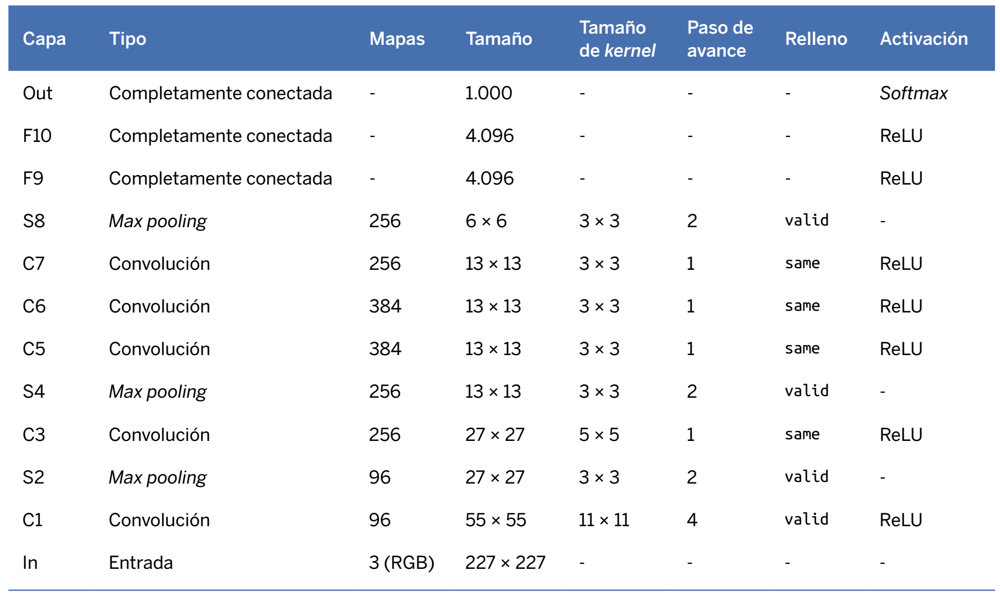 Capa Tipo Mapas Tamaño Tamaño de kernel Paso de avance Relleno Activación
Out Completamente conectada - 1.000 - - - Softmax
F10 Completamente conectada - 4.096 - - - ReLU
F9 Completamente conectada - 4.096 - - - ReLU
S8 Max pooling 256 6 × 6 3 × 3 2 valid -
C7 Convolución 256 13 × 13 3 × 3 1 same ReLU
C6 Convolución 384 13 × 13 3 × 3 1 same ReLU
C5 Convolución 384 13 × 13 3 × 3 1 same ReLU
S4 Max pooling 256 13 × 13 3 × 3 2 valid -
C3 Convolución 256 27 × 27 5 × 5 1 same ReLU
S2 Max pooling 96 27 × 27 3 × 3 2 valid -
C1 Convolución 96 55 × 55 11 × 11 4 valid ReLU
In Entrada 3 (RGB) 227 × 227 - - - -